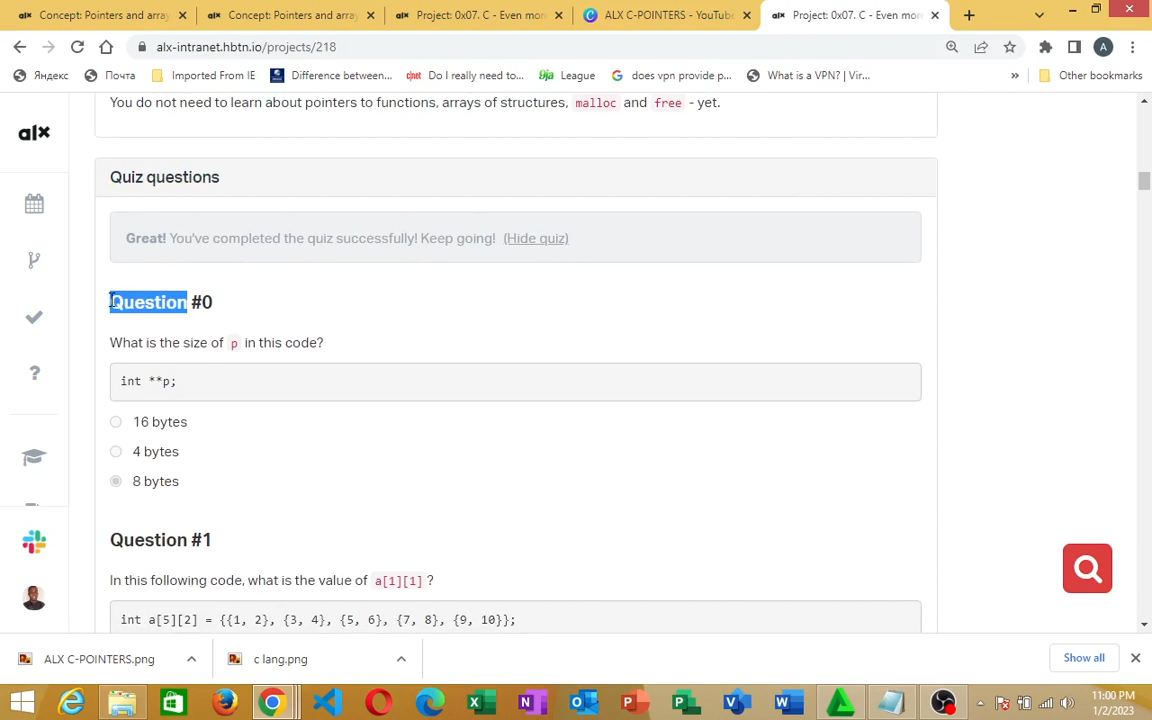 Concept: Pointers and array
Concept: Pointers and array
Project: 0x07. C - Even mor
ALX C-POINTERS - YouTube
Project: 0x07. C - Even mor
alx-intranet.hbtn.io/projects/218
A
Яндекс
Почта
Imported From IE
Difference between...
Do I really need to...
League
does vpn provide p...
What is a VPN? | Vir...
»
Other bookmarks
alx
You do not need to learn about pointers to functions, arrays of structures, malloc and free - yet.
Quiz questions
Great! You've completed the quiz successfully! Keep going! (Hide quiz)
Question #0
What is the size of p in this code?
int **p;
16 bytes
4 bytes
8 bytes
Question #1
In this following code, what is the value of a[1][1] ?
int a[5][2] = {{1, 2}, {3, 4}, {5, 6}, {7, 8}, {9, 10}};
ALX C-POINTERS.png
c lang.png
Show all
11:00 PM
1/2/2023